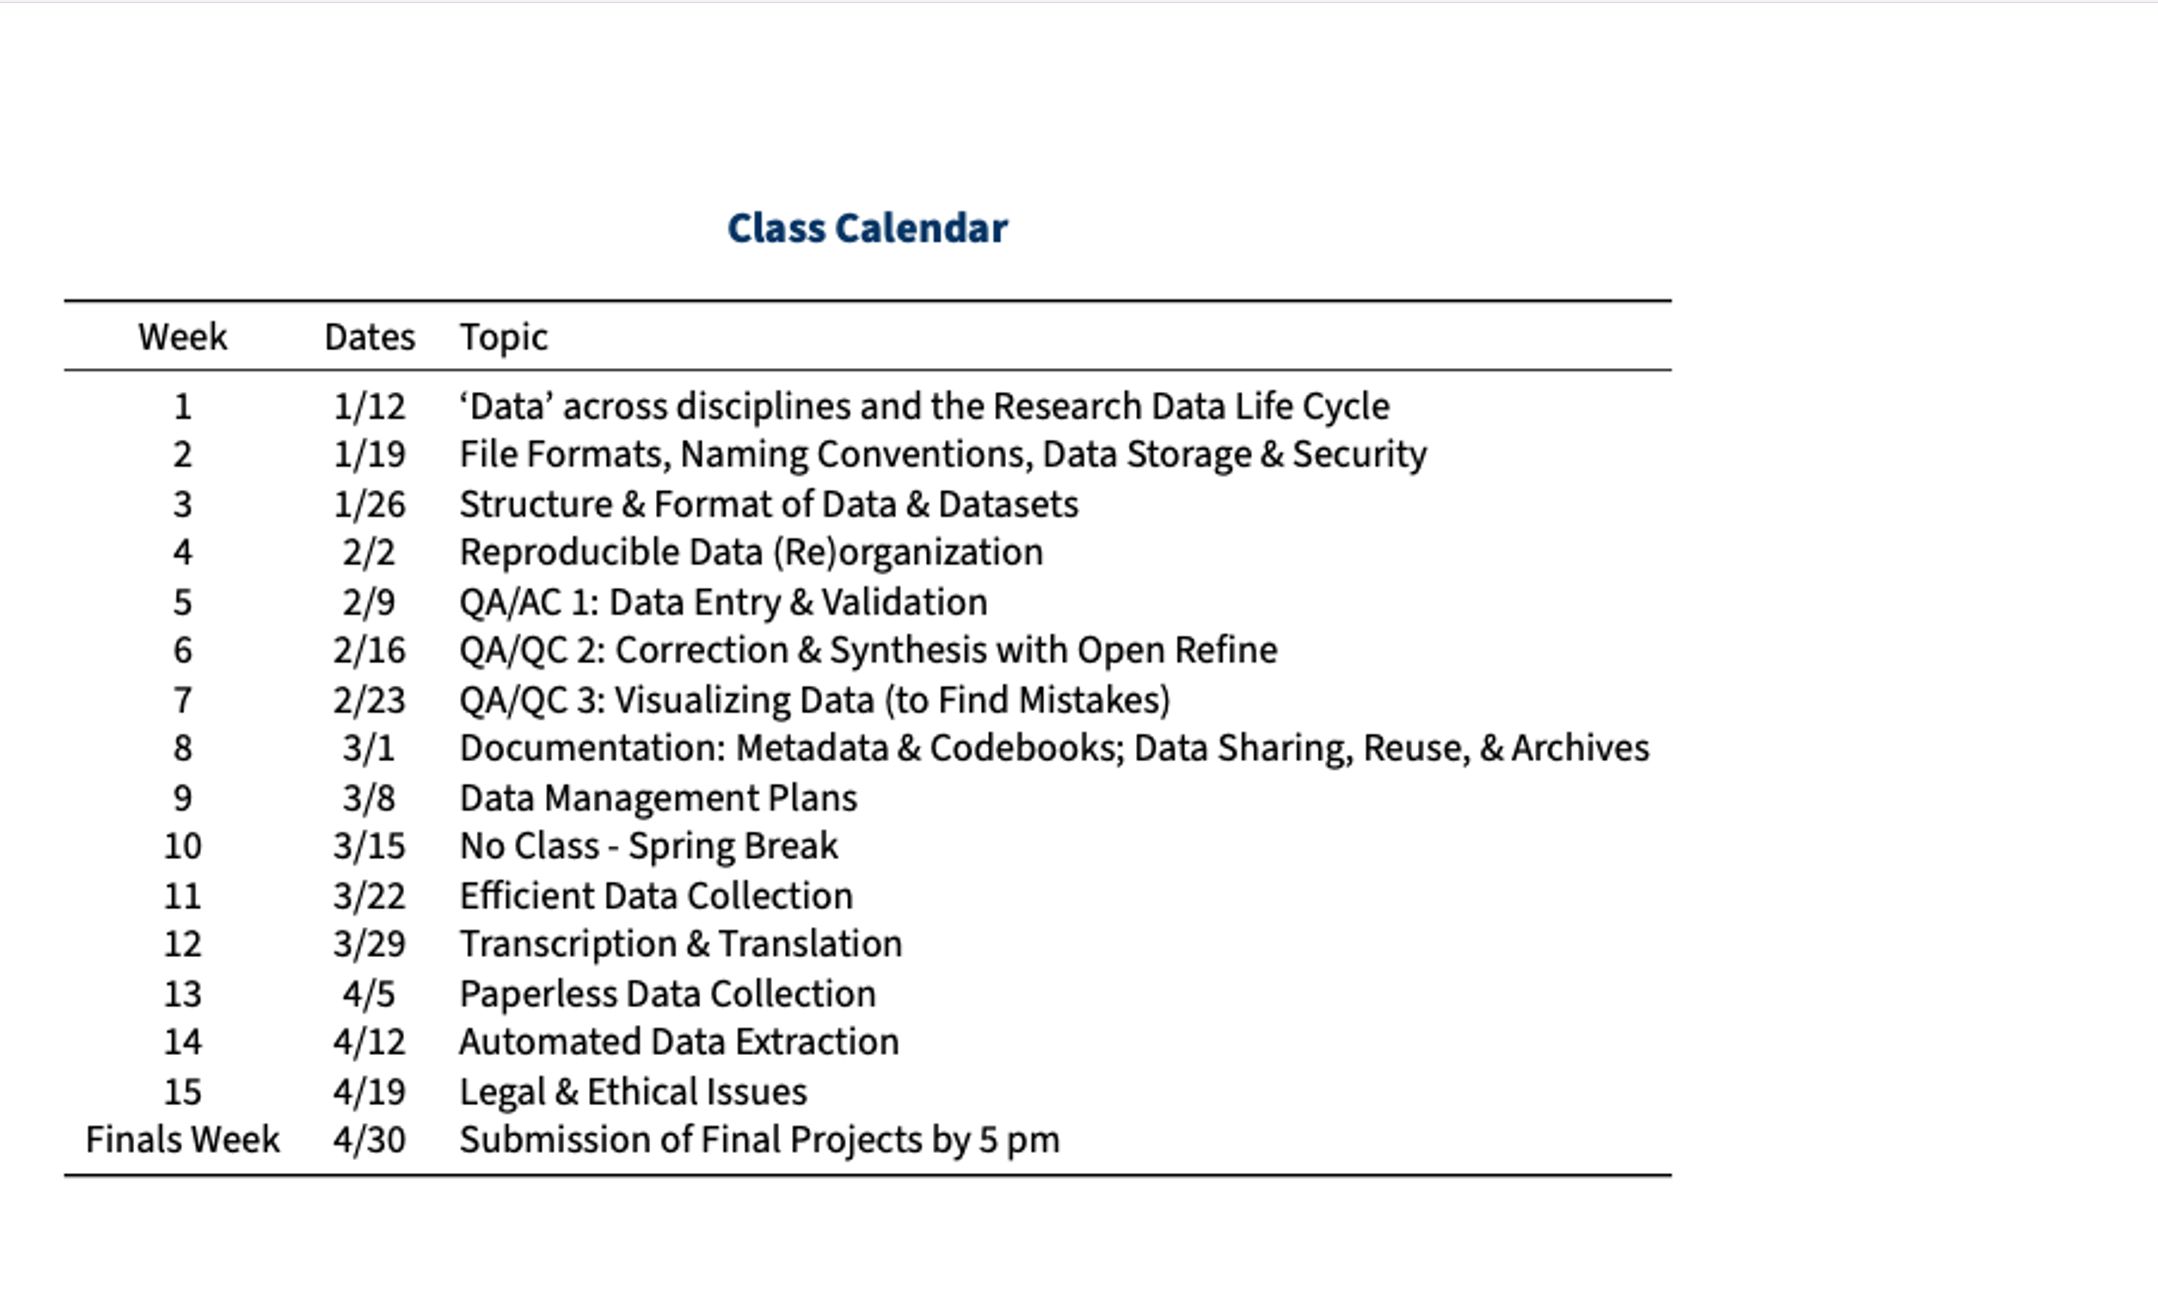 Class Calendar
Week Dates Topic
1 1/12 ‘Data’ across disciplines and the Research Data Life Cycle
2 1/19 File Formats, Naming Conventions, Data Storage & Security
3 1/26 Structure & Format of Data & Datasets
4 2/2 Reproducible Data (Re)organization
5 2/9 QA/AC 1: Data Entry & Validation
6 2/16 QA/QC 2: Correction & Synthesis with Open Refine
7 2/23 QA/QC 3: Visualizing Data (to Find Mistakes)
8 3/1 Documentation: Metadata & Codebooks; Data Sharing, Reuse, & Archives
9 3/8 Data Management Plans
10 3/15 No Class - Spring Break
11 3/22 Efficient Data Collection
12 3/29 Transcription & Translation
13 4/5 Paperless Data Collection
14 4/12 Automated Data Extraction
15 4/19 Legal & Ethical Issues
Finals Week 4/30 Submission of Final Projects by 5 pm